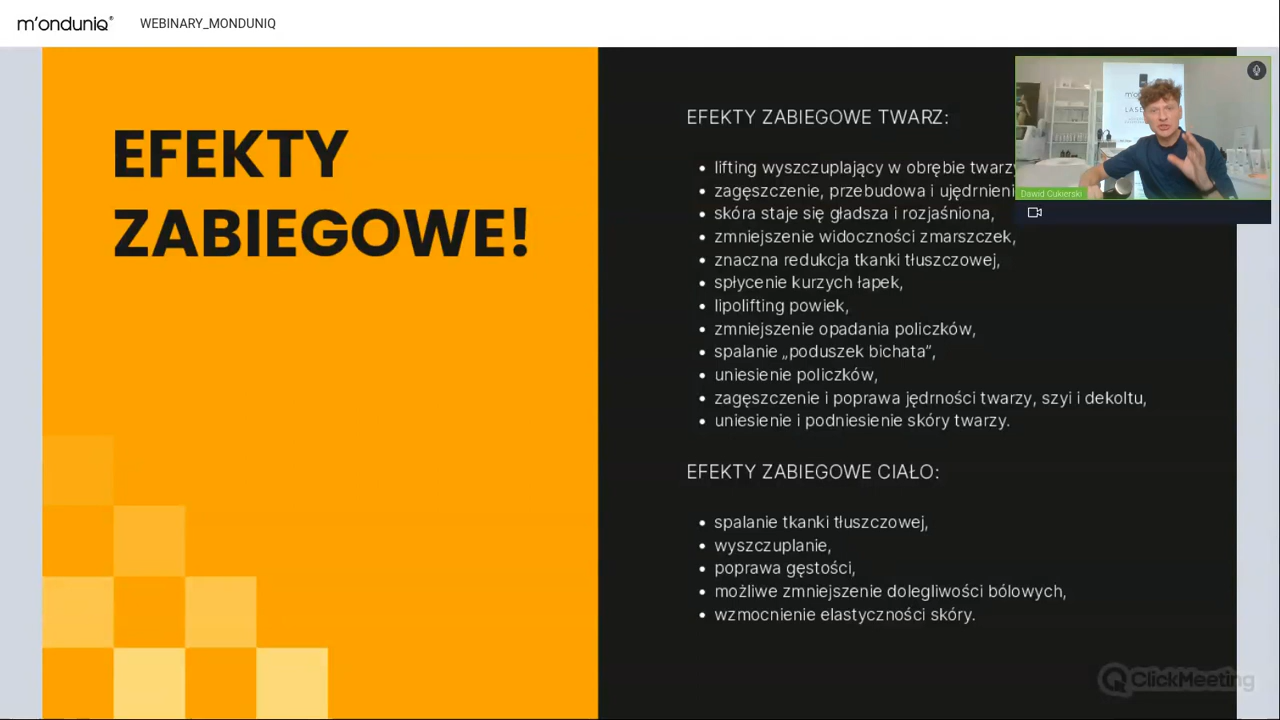 m'onduniq®
WEBINARY_MONDUNIQ
EFEKTY
ZABIEGOWE!
EFEKTY ZABIEGOWE TWARZ:
• lifting wyszczuplający w obrębie twarzy
• zagęszczenie, przebudowa i ujędrnieni
• skóra staje się gładsza i rozjaśniona,
• zmniejszenie widoczności zmarszczek,
• znaczna redukcja tkanki tłuszczowej,
• spłycenie kurzych łapek,
• lipolifting powiek,
• zmniejszenie opadania policzków,
• spalanie „poduszek bichata”,
• uniesienie policzków,
• zagęszczenie i poprawa jędrności twarzy, szyi i dekoltu,
• uniesienie i podniesienie skóry twarzy.
EFEKTY ZABIEGOWE CIAŁO:
• spalanie tkanki tłuszczowej,
• wyszczuplanie,
• poprawa gęstości,
• możliwe zmniejszenie dolegliwości bólowych,
• wzmocnienie elastyczności skóry.
Dawid Cukierski
ClickMeeting